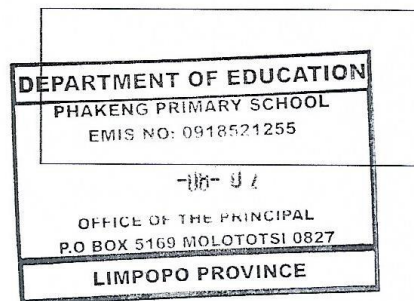 DEPARTMENT OF EDUCATION
PHAKENG PRIMARY SCHOOL
EMIS NO: 0918521255
OFFICE OF THE PRINCIPAL
P.O BOX 5169 MOLOTOTSI 0827
LIMPOPO PROVINCE